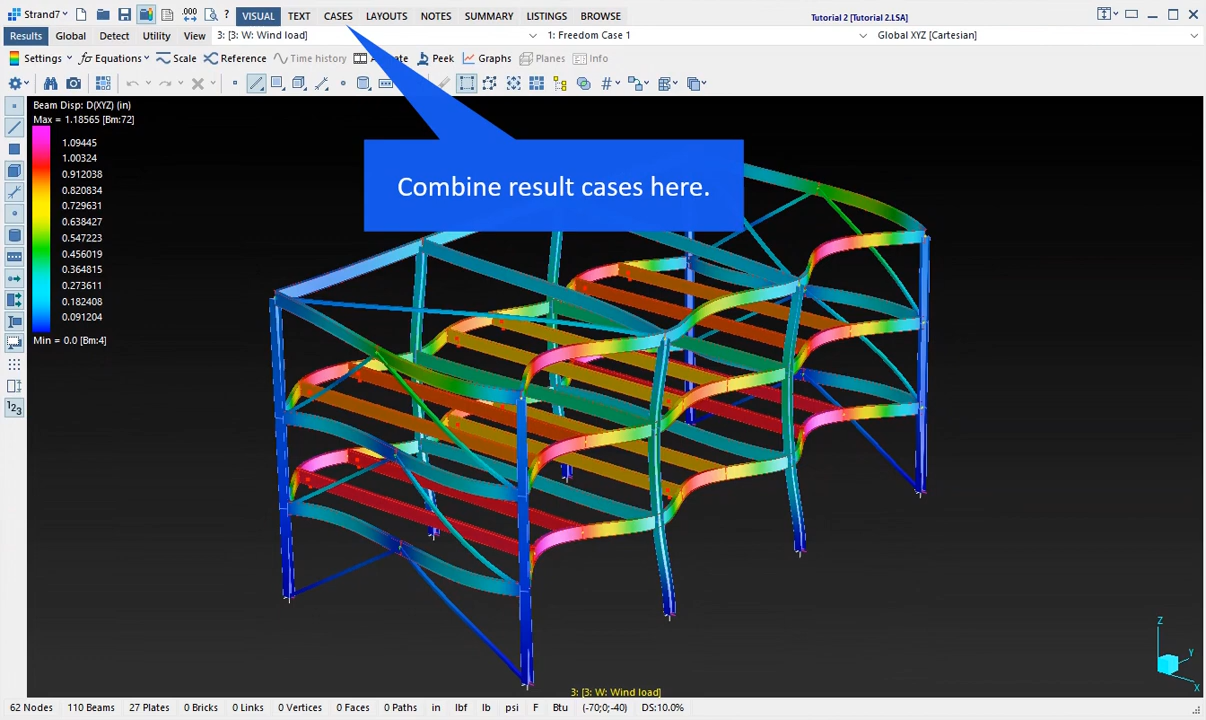 Strand7 VISUAL TEXT CASES LAYOUTS NOTES SUMMARY LISTINGS BROWSE Tutorial 2 [Tutorial 2.LSA]
Results Global Detect Utility View 3: [3: W: Wind load] 1: Freedom Case 1 Global XYZ (Cartesian)
Settings Equations Scale Reference Time history Peek Graphs Planes Info
Beam Disp: D(XYZ) (in)
Max = 1.18565 [Bm:72]
1.09445
1.00324
0.912038
0.820834
0.729631
0.638427
0.547223
0.456019
0.364815
0.273611
0.182408
0.091204
Min = 0.0 [Bm:4]
Combine result cases here.
Z
Y
X
3: [3: W: Wind load]
62 Nodes 110 Beams 27 Plates 0 Bricks 0 Links 0 Vertices 0 Faces 0 Paths in lbf lb psi F Btu (-70;0;-40) DS:10.0%